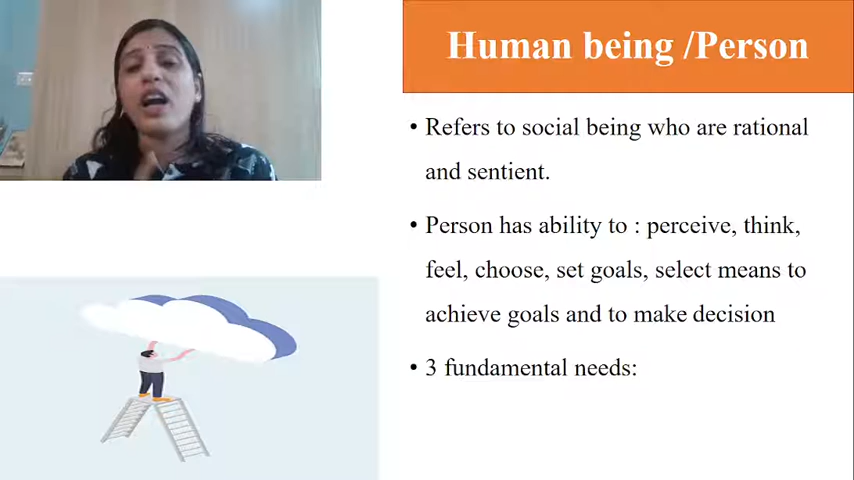 Human being /Person
• Refers to social being who are rational
and sentient.
• Person has ability to : perceive, think,
feel, choose, set goals, select means to
achieve goals and to make decision
• 3 fundamental needs: